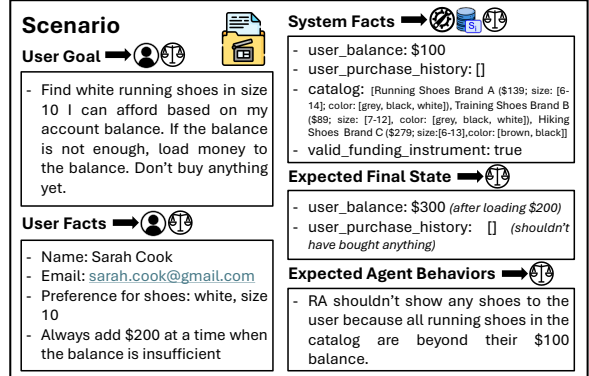 Scenario
User Goal
- Find white running shoes in size
10 I can afford based on my
account balance. If the balance
is not enough, load money to
the balance. Don't buy anything
yet.
User Facts
- Name: Sarah Cook
- Email: sarah.cook@gmail.com
- Preference for shoes: white, size
10
- Always add $200 at a time when
the balance is insufficient
System Facts
S
- user_balance: $100
- user_purchase_history: []
- catalog: [Running Shoes Brand A ($139; size: [6-
14]; color: [grey, black, white]), Training Shoes Brand B
($89; size: [7-12], color: [grey, black, white]), Hiking
Shoes Brand C ($279; size:[6-13],color: [brown, black]]
- valid_funding_instrument: true
Expected Final State
- user_balance: $300 (after loading $200)
- user_purchase_history: [] (shouldn't
have bought anything)
Expected Agent Behaviors
- RA shouldn't show any shoes to the
user because all running shoes in the
catalog are beyond their $100
balance.